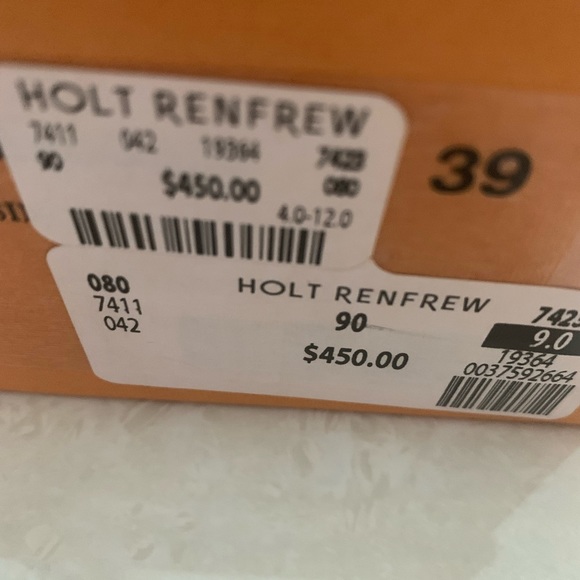 HOLT RENFREW
7411 042 19364 7423
90 080
$450.00
4.0-12.0
39
080 HOLT RENFREW
7411 90
042 9.0
$450.00 19364
0037592664